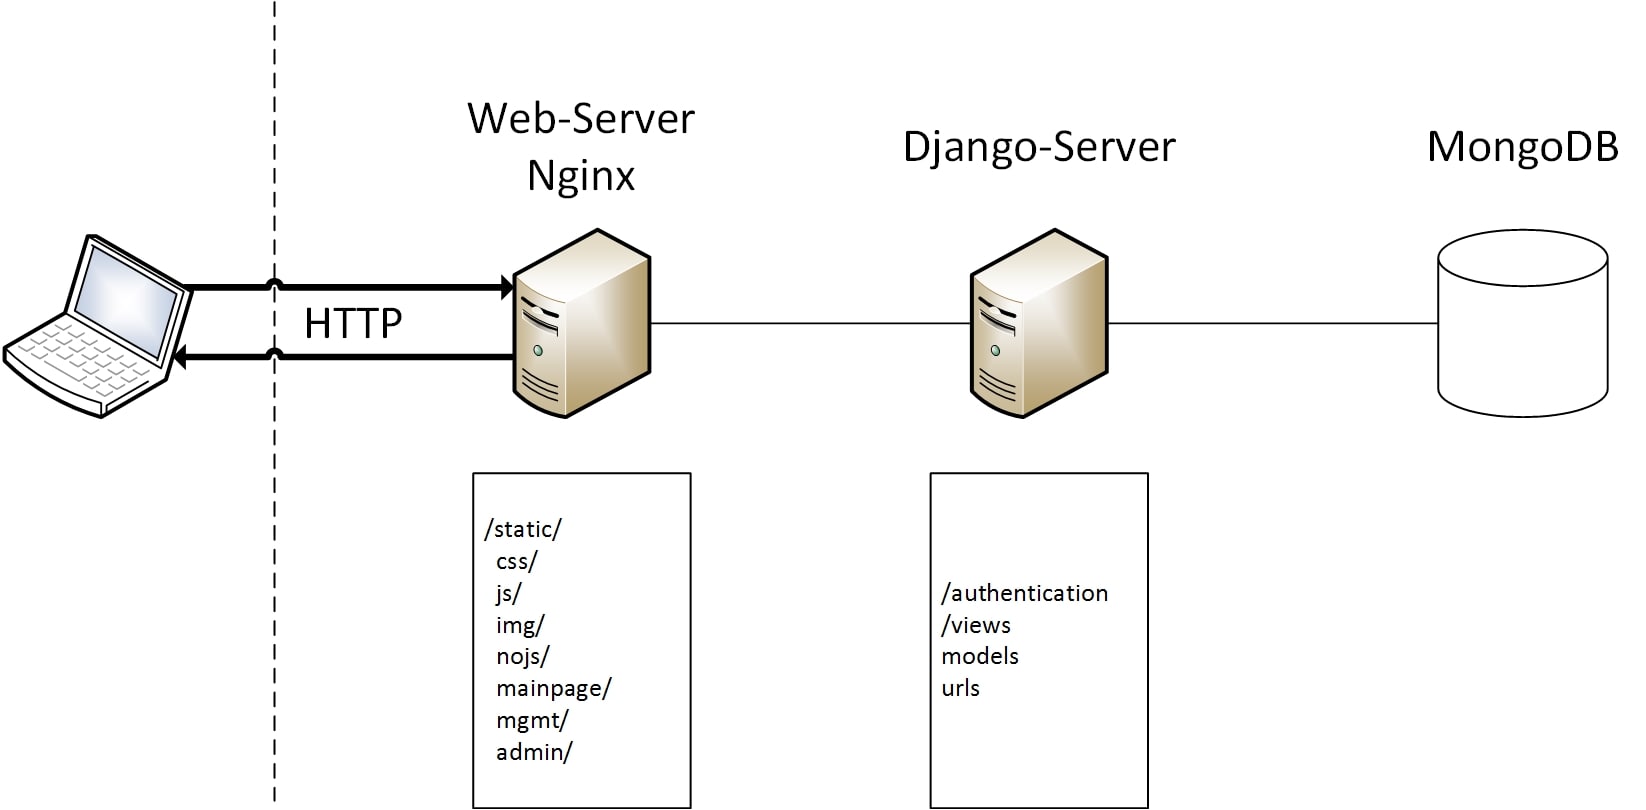 Web-Server
Nginx
Django-Server
MongoDB
HTTP
/static/
css/
js/
img/
nojs/
mainpage/
mgmt/
admin/
/authentication
/views
models
urls